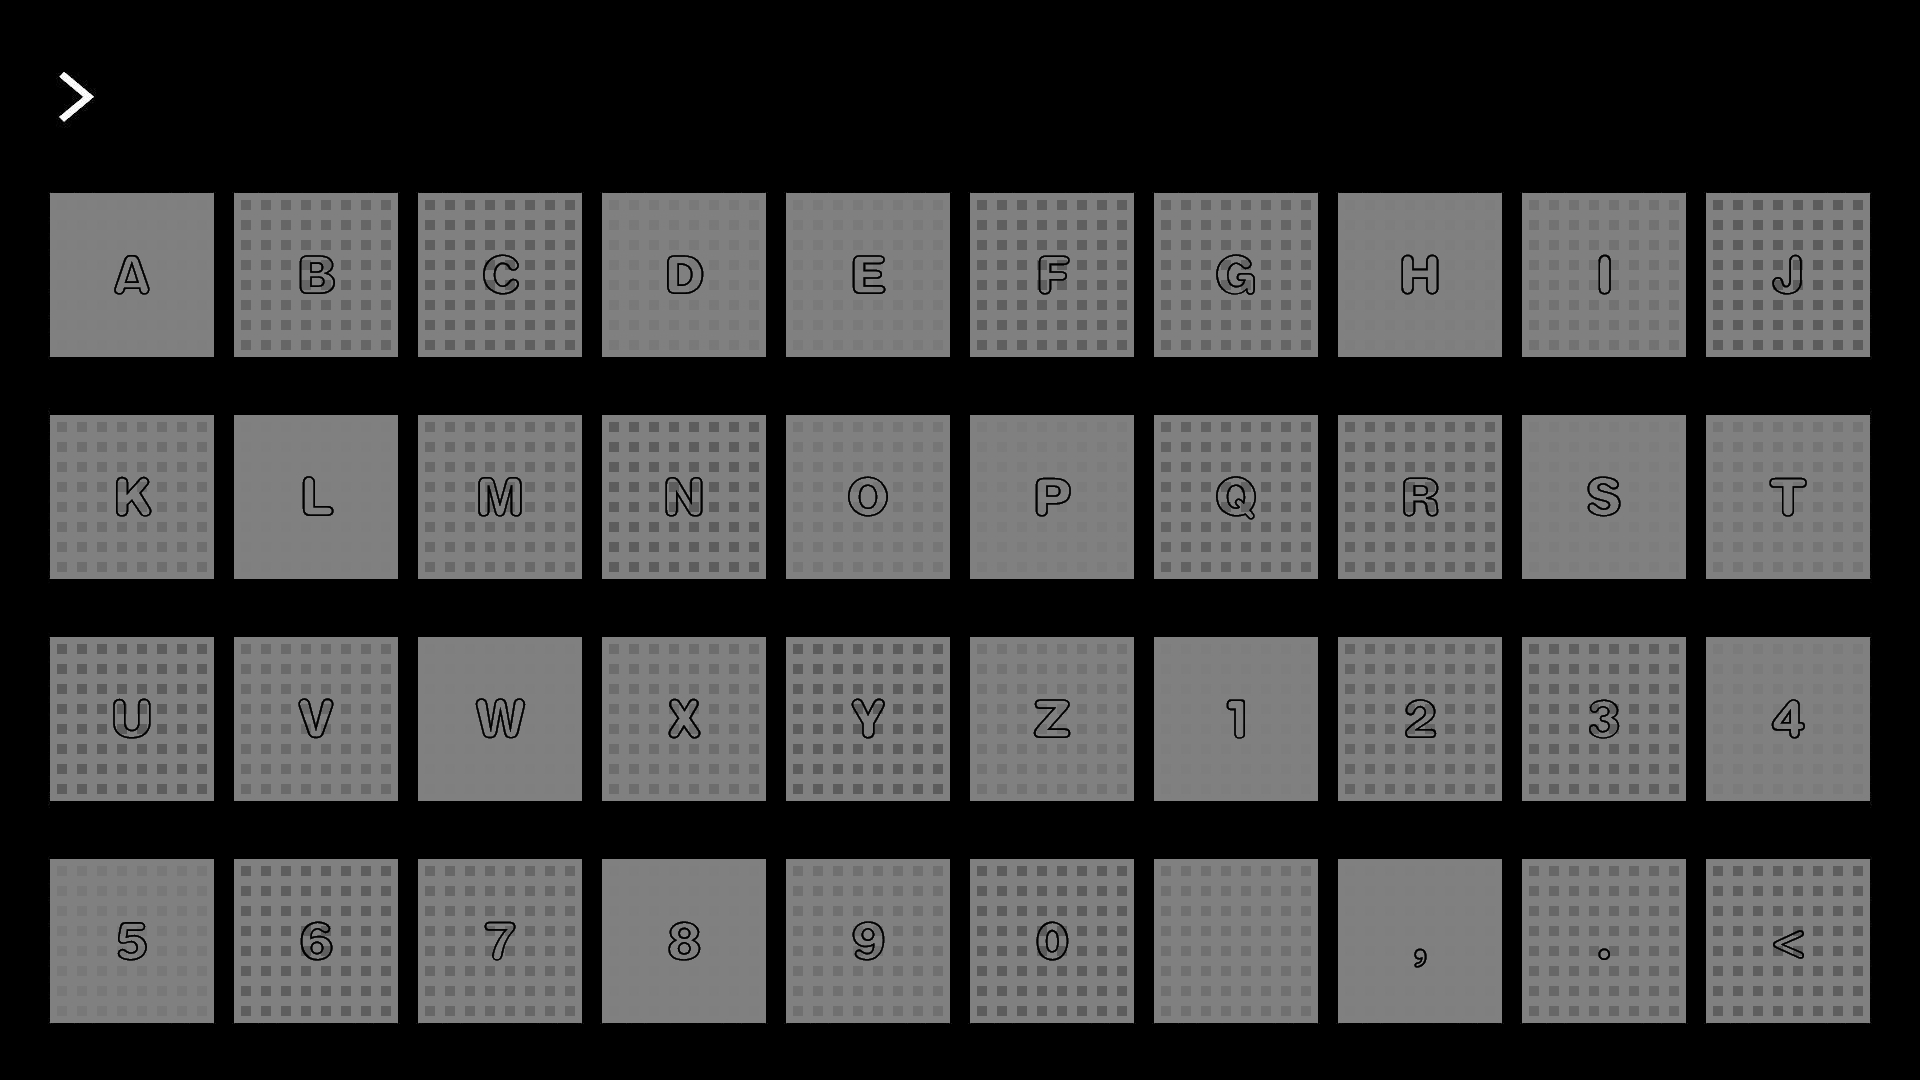 >
A B C D E F G H I J
K L M N O P Q R S T
U V W X Y Z 1 2 3 4
5 6 7 8 9 0 , . <